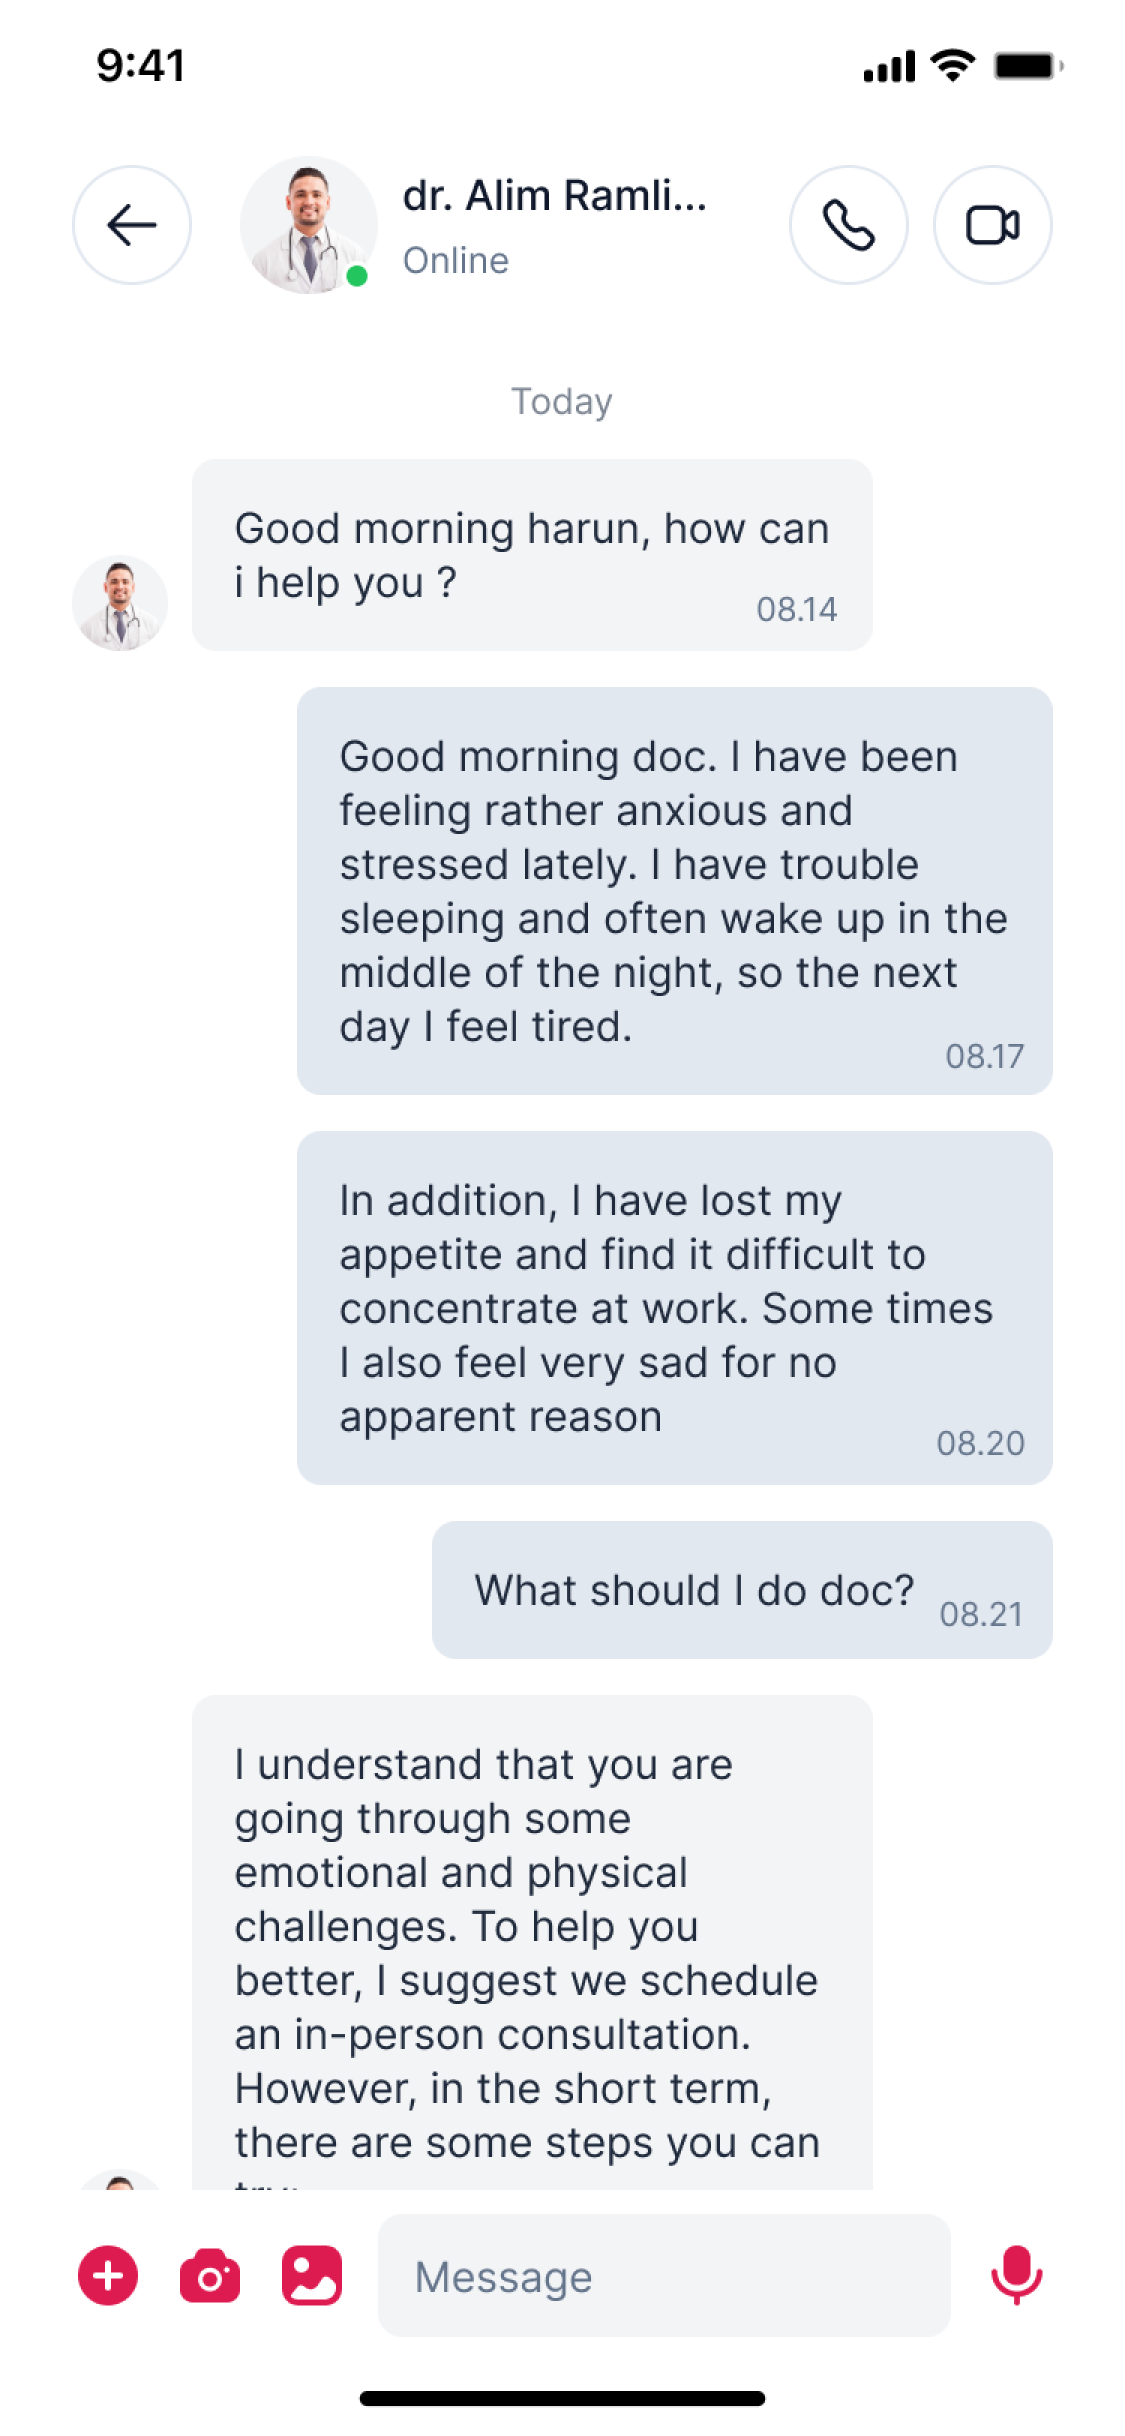 9:41
dr. Alim Ramli...
Online
Today
Good morning harun, how can
i help you ?
08.14
Good morning doc. I have been
feeling rather anxious and
stressed lately. I have trouble
sleeping and often wake up in the
middle of the night, so the next
day I feel tired.
08.17
In addition, I have lost my
appetite and find it difficult to
concentrate at work. Some times
I also feel very sad for no
apparent reason
08.20
What should I do doc?
08.21
I understand that you are
going through some
emotional and physical
challenges. To help you
better, I suggest we schedule
an in-person consultation.
However, in the short term,
there are some steps you can
Message